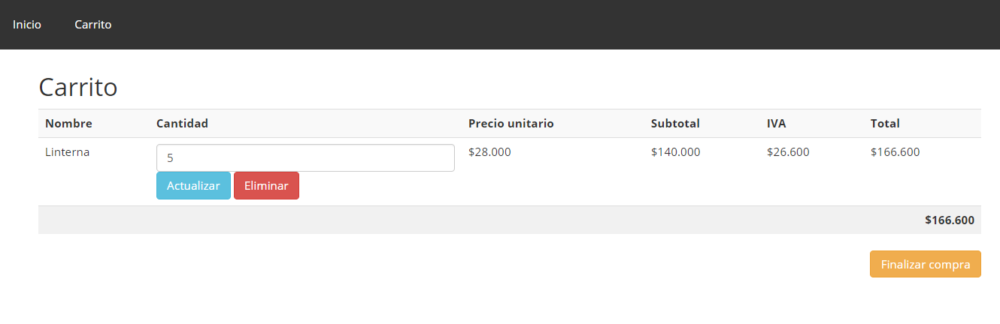 Inicio Carrito
Carrito
Nombre Cantidad Precio unitario Subtotal IVA Total
Linterna 5 $28.000 $140.000 $26.600 $166.600
Actualizar Eliminar
$166.600
Finalizar compra